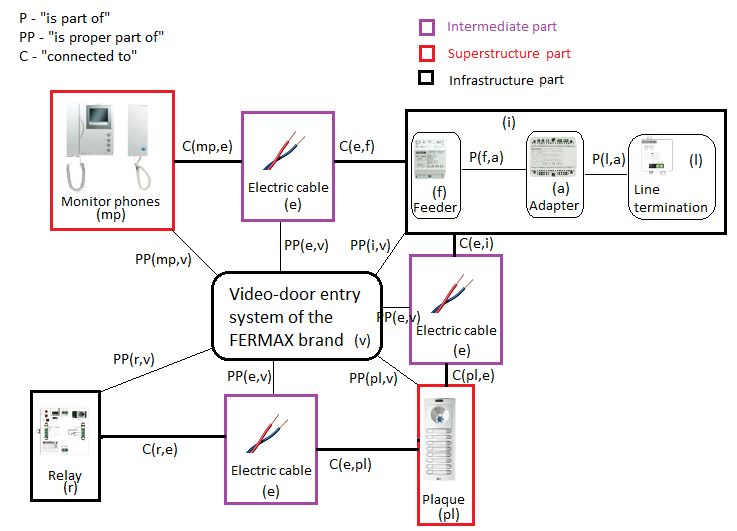 P - "is part of"
PP - "is proper part of"
C - "connected to"
Intermediate part
Superstructure part
Infrastructure part
Monitor phones
(mp)
C(mp,e)
Electric cable
(e)
C(e,f)
(i)
(f)
Feeder
P(f,a)
(a)
Adapter
P(l,a)
(l)
Line
termination
PP(mp,v)
PP(e,v)
PP(i,v)
C(e,i)
Video-door entry
system of the
FERMAX brand (v)
PP(e,v)
Electric cable
(e)
PP(r,v)
PP(e,v)
PP(pl,v)
C(pl,e)
Relay
(r)
C(r,e)
Electric cable
(e)
C(e,pl)
Plaque
(pl)